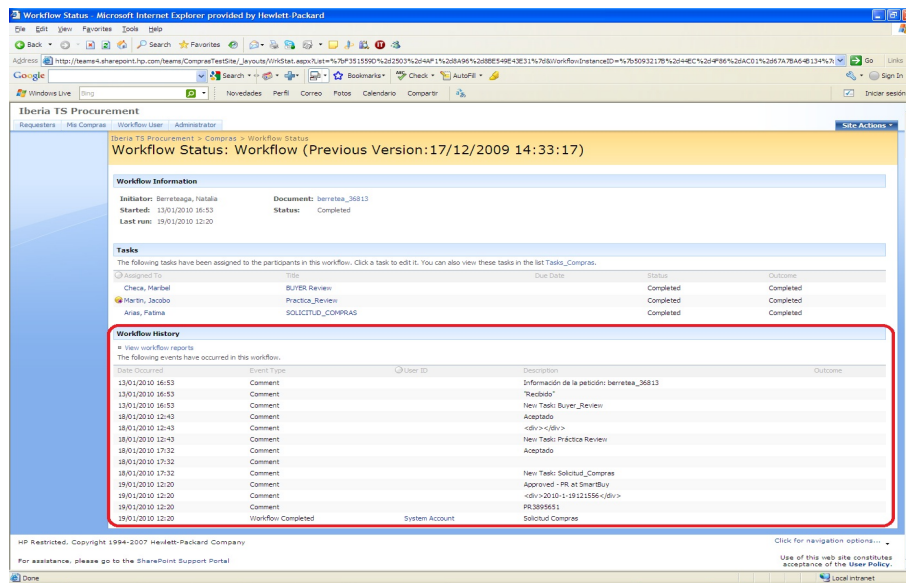 Workflow Status - Microsoft Internet Explorer provided by Hewlett-Packard
File Edit View Favorites Tools Help
Back Search Favorites
Address http://teams4.sharepoint.hp.com/teams/ComprasTestSite/_layouts/WrkStat.aspx?List= Go Links
Google Search Bookmarks Check AutoFill Sign In
Windows Live Bing Novedades Perfil Correo Fotos Calendario Compartir Iniciar sesión
Iberia TS Procurement
Requesters Mis Compras Workflow User Administrator Site Actions
Iberia TS Procurement > Compras > Workflow Status
Workflow Status: Workflow (Previous Version:17/12/2009 14:33:17)
Workflow Information
Initiator: Berreteaga, Natalia Document: berretea_36813
Started: 13/01/2010 16:53 Status: Completed
Last run: 19/01/2010 12:20
Tasks
The following tasks have been assigned to the participants in this workflow. Click a task to edit it. You can also view these tasks in the list Tasks_Compras.
Assigned To Title Due Date Status Outcome
Checa, Maribel BUYER Review Completed Completed
Martin, Jacobo Practica_Review Completed Completed
Arias, Fatima SOLICITUD_COMPRAS Completed Completed
Workflow History
View workflow reports
The following events have occurred in this workflow.
Date Occurred Event Type User ID Description Outcome
13/01/2010 16:53 Comment Información de la petición: berretea_36813
13/01/2010 16:53 Comment "Recibido"
13/01/2010 16:53 Comment New Task: Buyer_Review
18/01/2010 12:43 Comment Aceptado
18/01/2010 12:43 Comment <div></div>
18/01/2010 12:43 Comment New Task: Práctica Review
18/01/2010 17:32 Comment Aceptado
18/01/2010 17:32 Comment
18/01/2010 17:32 Comment New Task: Solicitud_Compras
19/01/2010 12:20 Comment Approved - PR at SmartBuy
19/01/2010 12:20 Comment <div>2010-1-19121556</div>
19/01/2010 12:20 Comment PR3895651
19/01/2010 12:20 Workflow Completed System Account Solicitud Compras
HP Restricted. Copyright 1994-2007 Hewlett-Packard Company Click for navigation options...
For assistance, please go to the SharePoint Support Portal Use of this web site constitutes
acceptance of the User Policy.
Done Local intranet